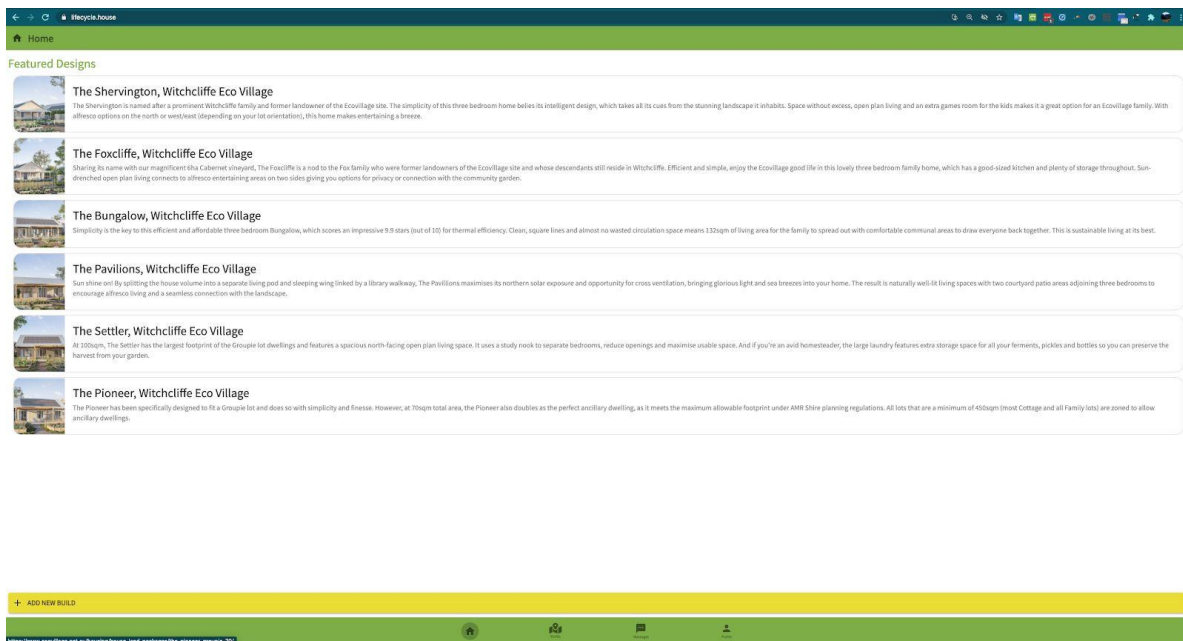 lifecycle.house
Home
Featured Designs
The Shervington, Witchcliffe Eco Village
The Shervington is named after a prominent Witchcliffe family and former landowner of the Ecovillage site. The simplicity of this three bedroom home belies its intelligent design, which takes all its cues from the stunning landscape it inhabits. Space without excess, open plan living and an extra games room for the kids makes it a great option for an Ecovillage family. With
alfresco options on the north or west/east (depending on your lot orientation), this home makes entertaining a breeze.
The Foxcliffe, Witchcliffe Eco Village
Sharing its name with our magnificent 6ha Cabernet vineyard, The Foxcliffe is a nod to the Fox family who were former landowners of the Ecovillage site and whose descendants still reside in Witchcliffe. Efficient and simple, enjoy the Ecovillage good life in this lovely three bedroom family home, which has a good-sized kitchen and plenty of storage throughout. Sun-
drenched open plan living connects to alfresco entertaining areas on two sides giving you options for privacy or connection with the community garden.
The Bungalow, Witchcliffe Eco Village
Simplicity is the key to this efficient and affordable three bedroom Bungalow, which scores an impressive 9.9 stars (out of 10) for thermal efficiency. Clean, square lines and almost no wasted circulation space means 132sqm of living area for the family to spread out with comfortable communal areas to draw everyone back together. This is sustainable living at its best.
The Pavilions, Witchcliffe Eco Village
Sun shine on! By splitting the house volume into a separate living pod and sleeping wing linked by a library walkway, The Pavillions maximises its northern solar exposure and opportunity for cross ventilation, bringing glorious light and sea breezes into your home. The result is naturally well-lit living spaces with two courtyard patio areas adjoining three bedrooms to
encourage alfresco living and a seamless connection with the landscape.
The Settler, Witchcliffe Eco Village
At 100sqm, The Settler has the largest footprint of the Groupie lot dwellings and features a spacious north-facing open plan living space. It uses a study nook to separate bedrooms, reduce openings and maximise usable space. And if you're an avid homesteader, the large laundry features extra storage space for all your ferments, pickles and bottles so you can preserve the
harvest from your garden.
The Pioneer, Witchcliffe Eco Village
The Pioneer has been specifically designed to fit a Groupie lot and does so with simplicity and finesse. However, at 70sqm total area, the Pioneer also doubles as the perfect ancillary dwelling, as it meets the maximum allowable footprint under AMR Shire planning regulations. All lots that are a minimum of 450sqm (most Cottage and all Family lots) are zoned to allow
ancillary dwellings.
+ ADD NEW BUILD
Messages
Profile